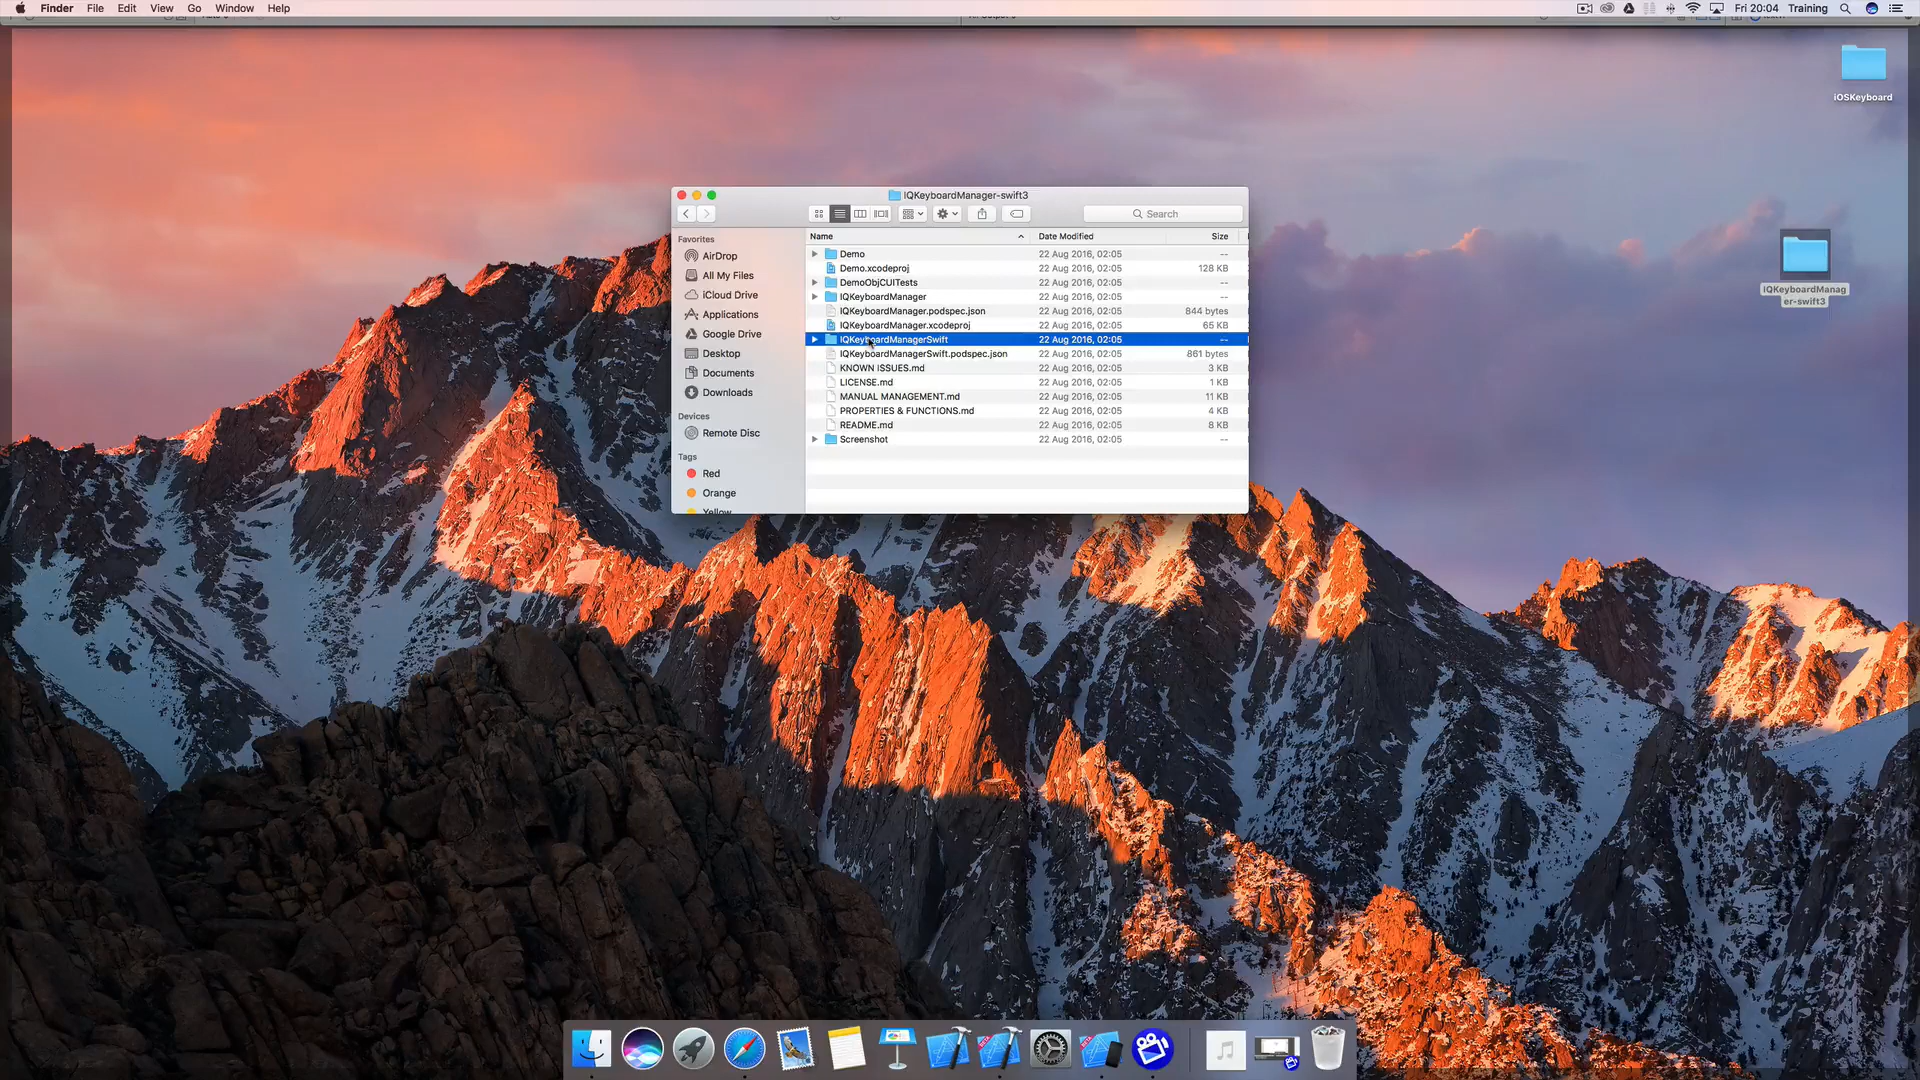 Finder File Edit View Go Window Help
Fri 20:04 Training
iOSKeyboard
IQKeyboardManager-swift3
Search
Favorites
AirDrop
All My Files
iCloud Drive
Applications
Google Drive
Desktop
Documents
Downloads
Devices
Remote Disc
Tags
Red
Orange
Yellow
Name Date Modified Size
Demo 22 Aug 2016, 02:05 --
Demo.xcodeproj 22 Aug 2016, 02:05 128 KB
DemoObjCUITests 22 Aug 2016, 02:05 --
IQKeyboardManager 22 Aug 2016, 02:05 --
IQKeyboardManager.podspec.json 22 Aug 2016, 02:05 844 bytes
IQKeyboardManager.xcodeproj 22 Aug 2016, 02:05 65 KB
IQKeyboardManagerSwift 22 Aug 2016, 02:05 --
IQKeyboardManagerSwift.podspec.json 22 Aug 2016, 02:05 861 bytes
KNOWN ISSUES.md 22 Aug 2016, 02:05 3 KB
LICENSE.md 22 Aug 2016, 02:05 1 KB
MANUAL MANAGEMENT.md 22 Aug 2016, 02:05 11 KB
PROPERTIES & FUNCTIONS.md 22 Aug 2016, 02:05 4 KB
README.md 22 Aug 2016, 02:05 8 KB
Screenshot 22 Aug 2016, 02:05 --
IQKeyboardManag
er-swift3